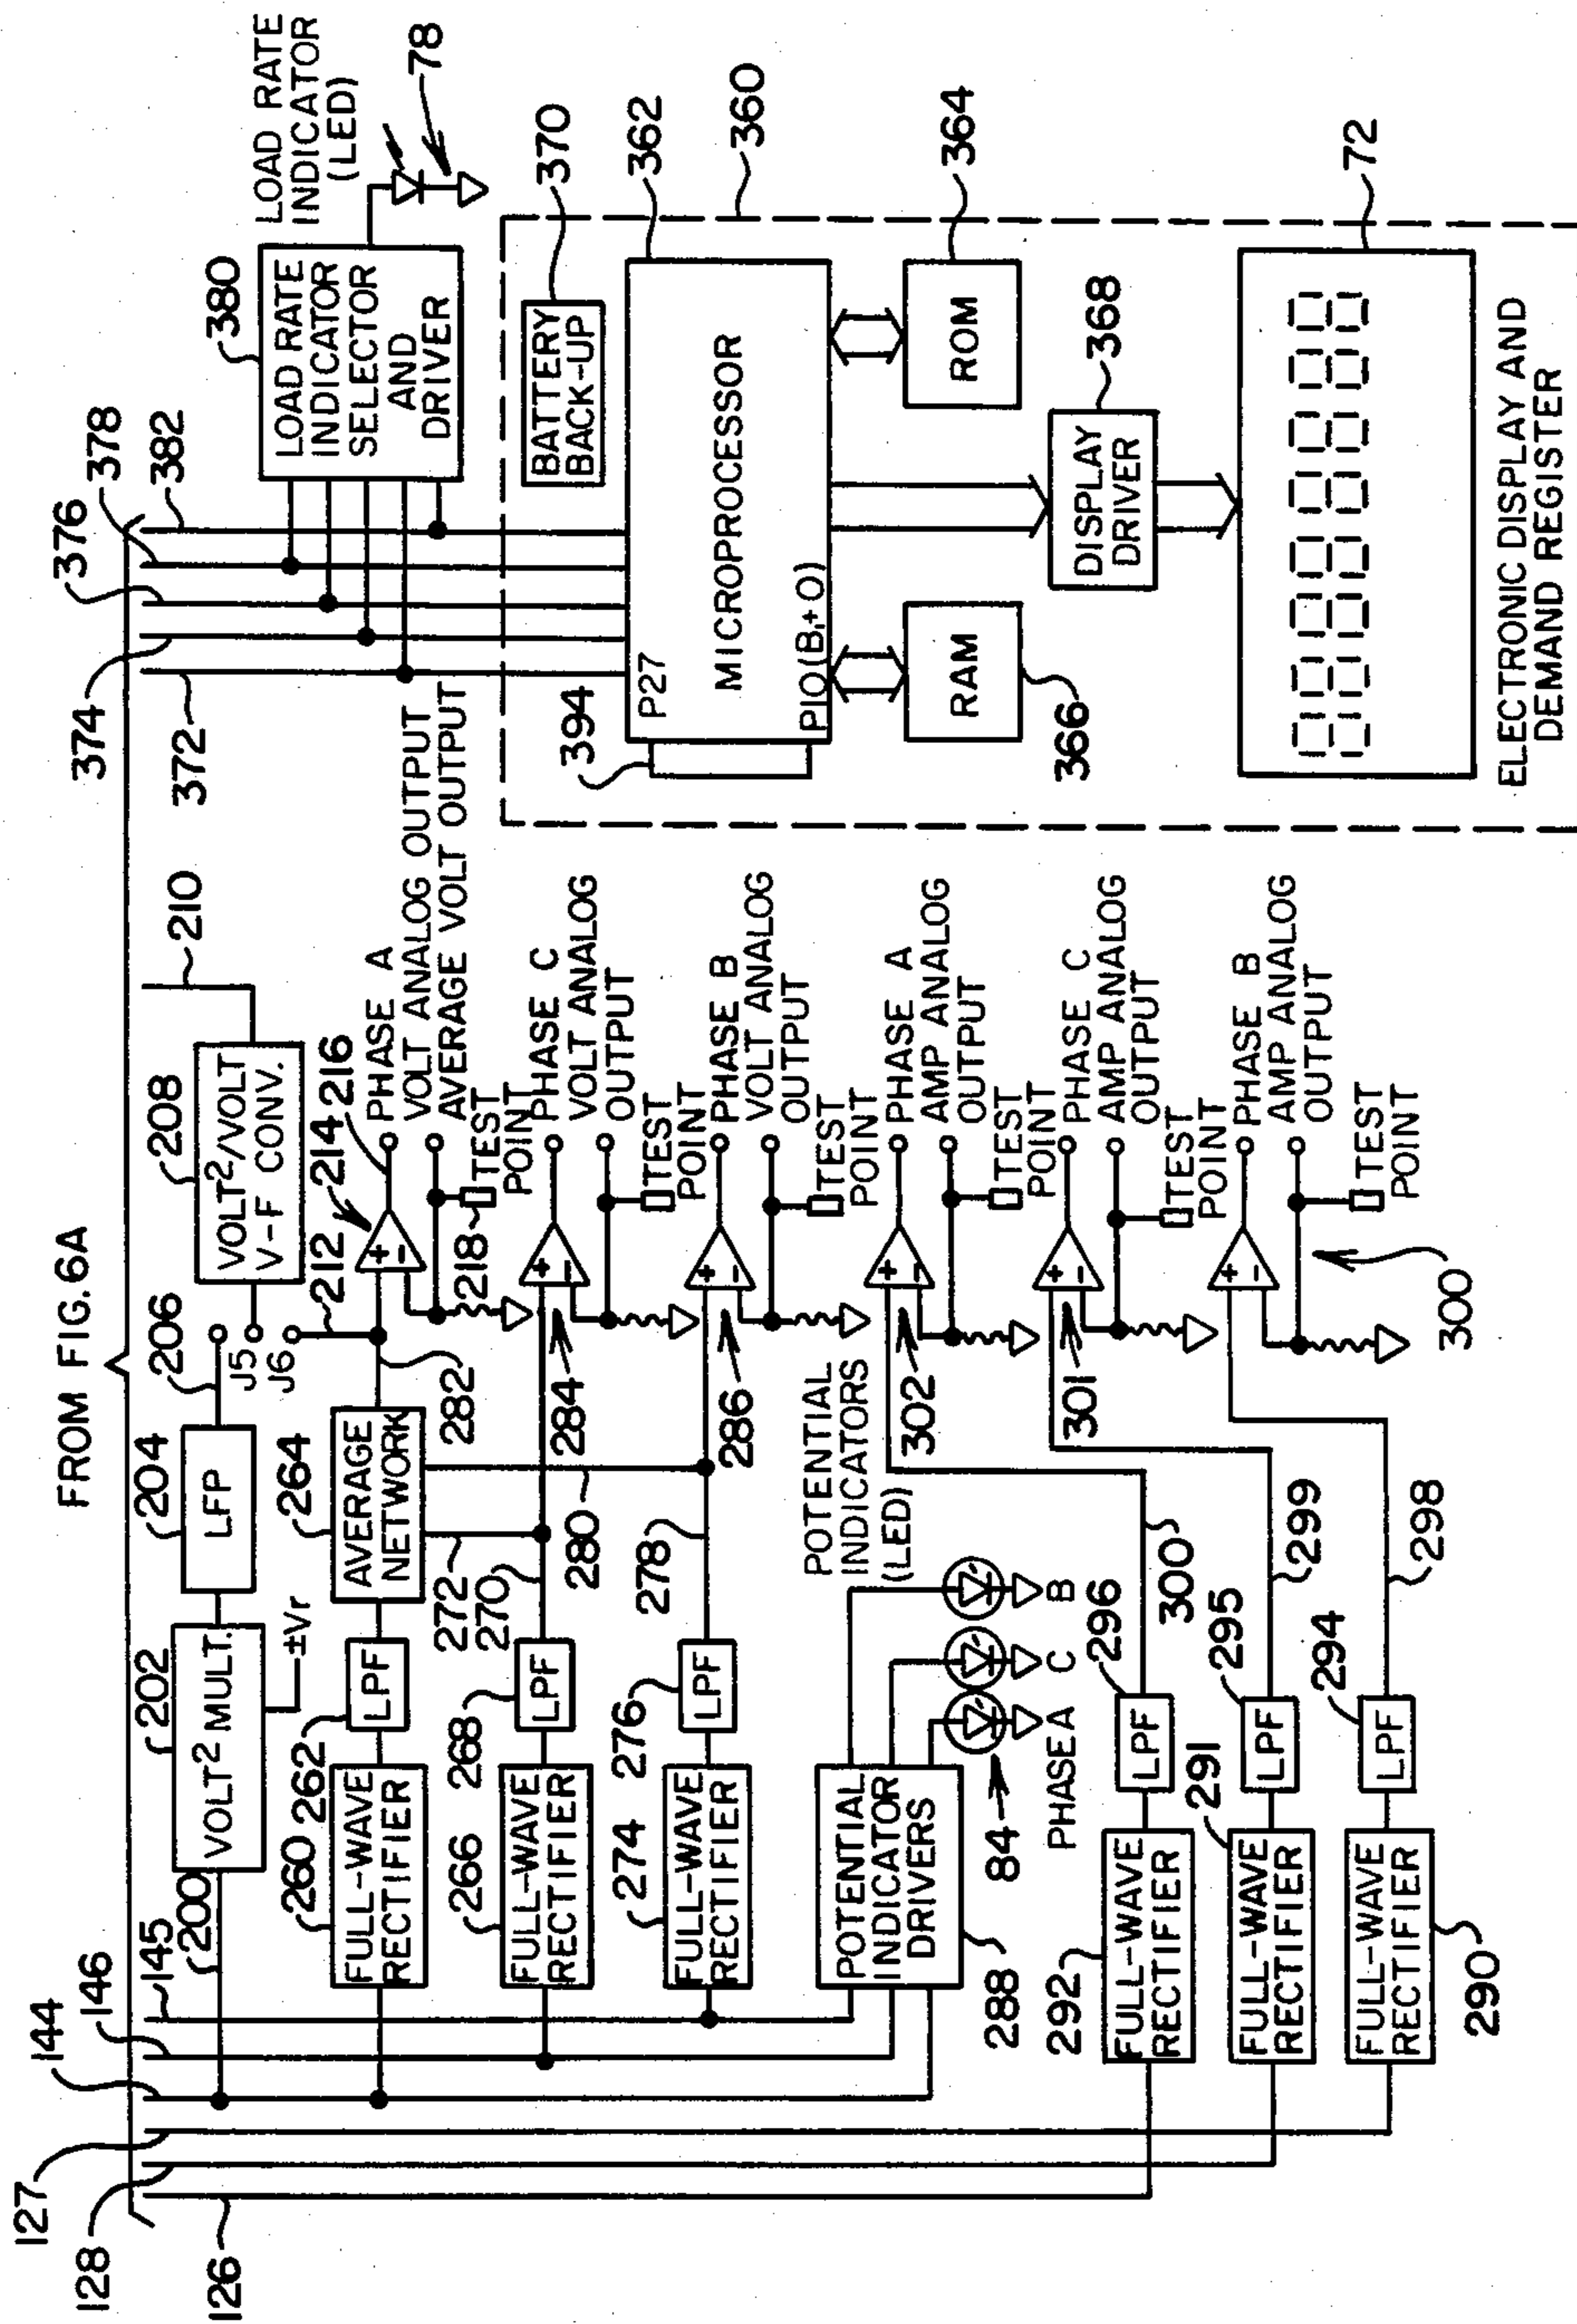 FROM FIG. 6A
127
128
126
144
146
145
200
202
VOLT² MULT.
±Vr
204
LFP
206
J5
J6
208
VOLT²/VOLT
V-F CONV.
210
212
214
216
PHASE A
VOLT ANALOG OUTPUT
AVERAGE VOLT OUTPUT
218
TEST
POINT
260
FULL-WAVE
RECTIFIER
262
LPF
264
AVERAGE
NETWORK
282
+
-
266
FULL-WAVE
RECTIFIER
268
LPF
270
272
284
+
-
PHASE C
VOLT ANALOG
OUTPUT
TEST
POINT
274
FULL-WAVE
RECTIFIER
276
LPF
278
280
286
+
-
PHASE B
VOLT ANALOG
OUTPUT
TEST
POINT
POTENTIAL
INDICATOR
DRIVERS
288
84
PHASE A
C
B
POTENTIAL
INDICATORS
(LED)
302
+
-
PHASE A
AMP ANALOG
OUTPUT
TEST
POINT
292
FULL-WAVE
RECTIFIER
296
LPF
300
301
+
-
PHASE C
AMP ANALOG
OUTPUT
TEST
POINT
291
FULL-WAVE
RECTIFIER
295
LPF
299
+
-
PHASE B
AMP ANALOG
OUTPUT
TEST
POINT
300
290
FULL-WAVE
RECTIFIER
294
LPF
298
372
374
376
378
382
380
LOAD RATE
INDICATOR
SELECTOR
AND
DRIVER
LOAD RATE
INDICATOR
(LED)
78
BATTERY
BACK-UP
370
362
360
394
P27
MICROPROCESSOR
P10(B1+0)
RAM
366
ROM
364
DISPLAY
DRIVER
368
72
ELECTRONIC DISPLAY AND
DEMAND REGISTER